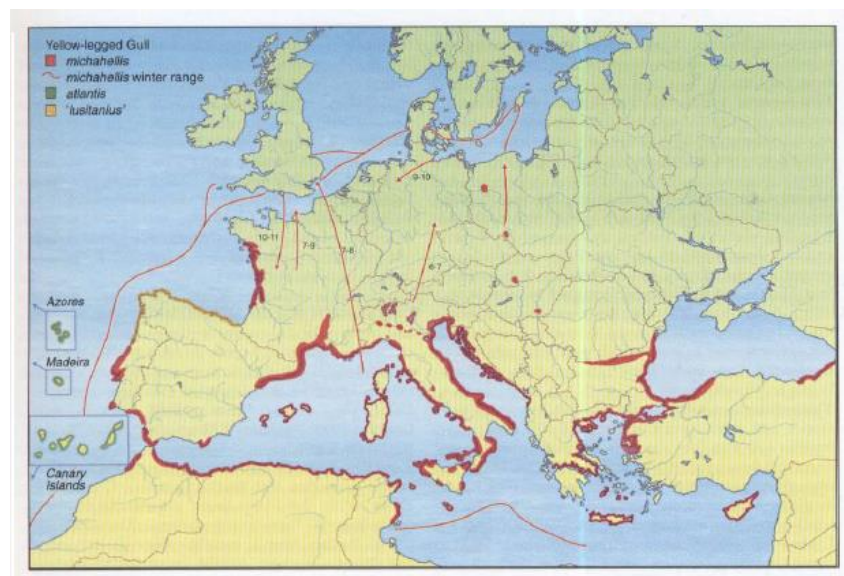 Yellow-legged Gull
michahellis
michahellis winter range
atlantis
'lusitanius'
9-10
10-11
7-9
7-8
6-7
Azores
Madeira
Canary
Islands